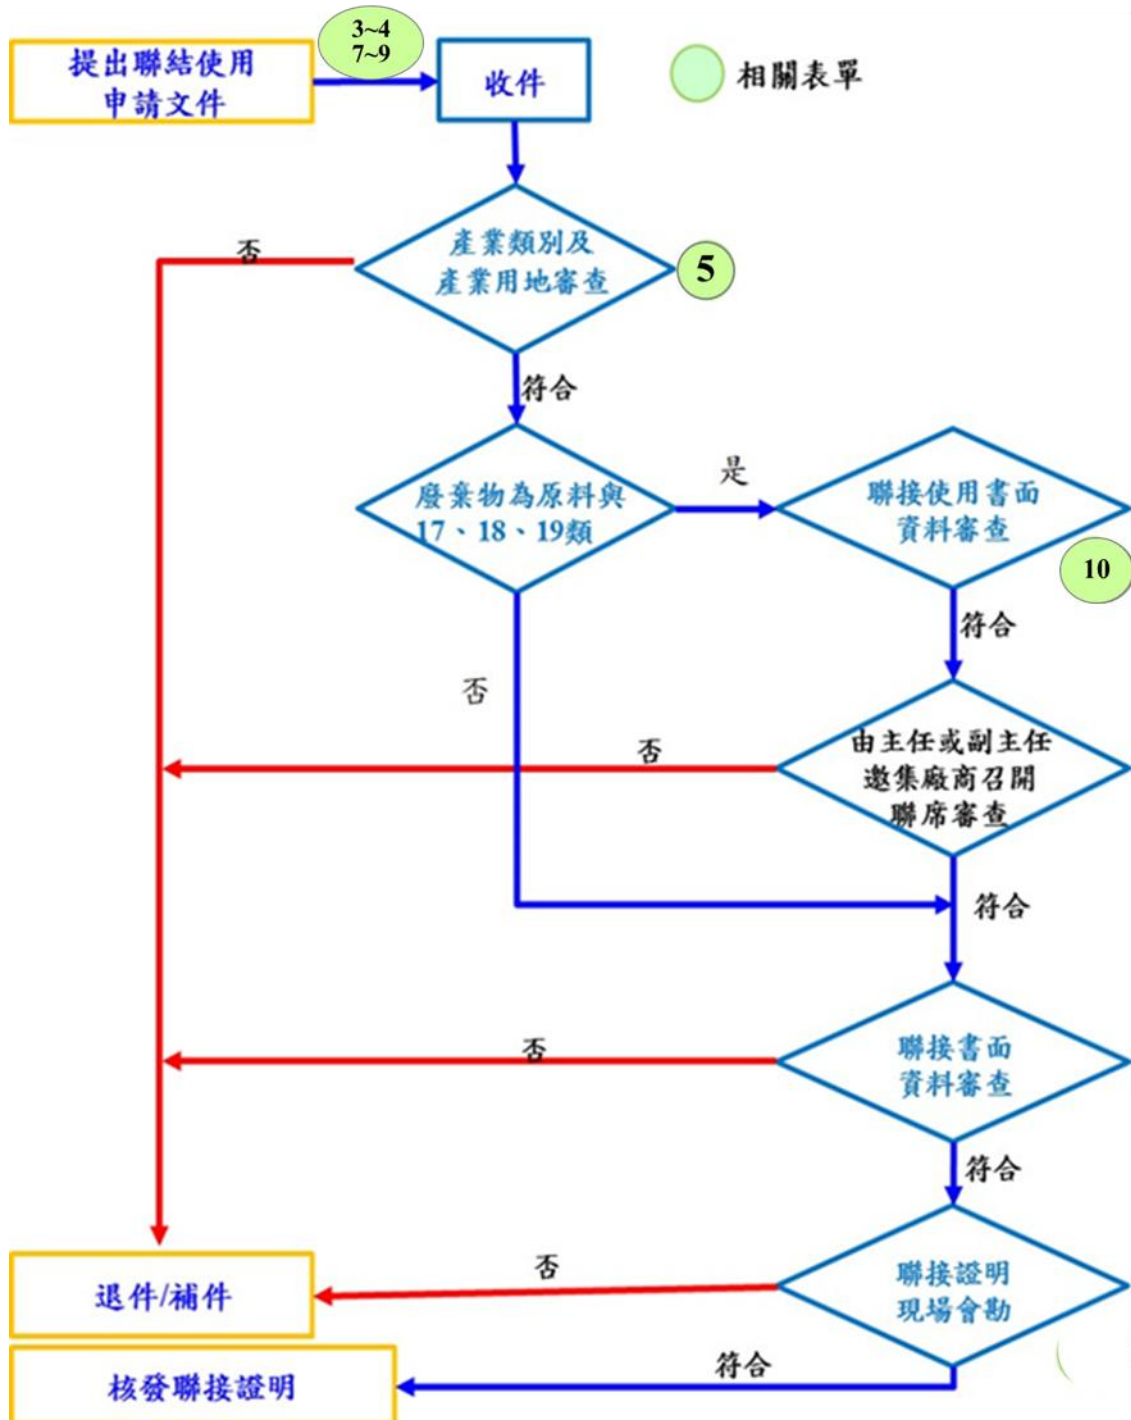 提出聯結使用
申請文件
3~4
7~9
收件
相關表單
否
產業類別及
產業用地審查
5
符合
廢棄物為原料與
17、18、19類
是
聯接使用書面
資料審查
10
符合
否
否
由主任或副主任
邀集廠商召開
聯席審查
符合
否
聯接書面
資料審查
符合
退件/補件
否
聯接證明
現場會勘
核發聯接證明
符合